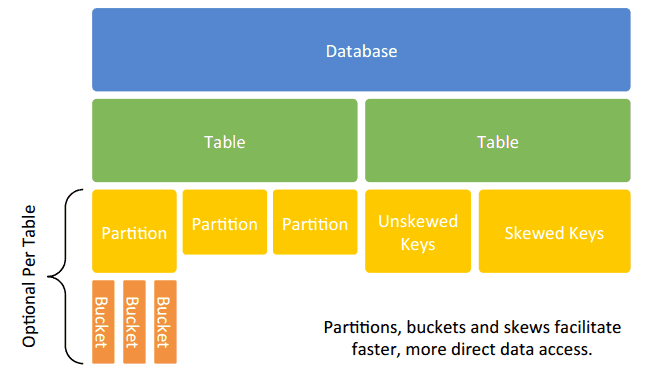 Database
Table
Table
Optional Per Table
Partition
Partition
Partition
Unskewed
Keys
Skewed Keys
Bucket
Bucket
Bucket
Partitions, buckets and skews facilitate
faster, more direct data access.